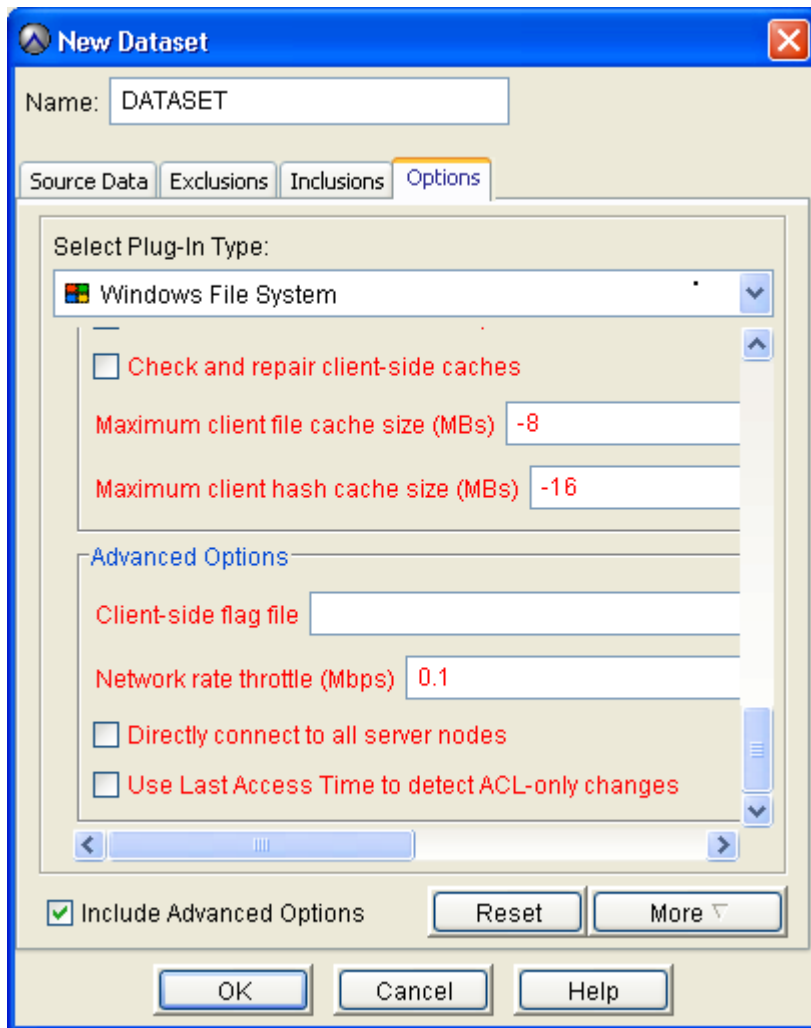 New Dataset
Name: DATASET
Source Data Exclusions Inclusions Options
Select Plug-In Type:
Windows File System
Check and repair client-side caches
Maximum client file cache size (MBs) -8
Maximum client hash cache size (MBs) -16
Advanced Options
Client-side flag file
Network rate throttle (Mbps) 0.1
Directly connect to all server nodes
Use Last Access Time to detect ACL-only changes
Include Advanced Options Reset More
OK Cancel Help